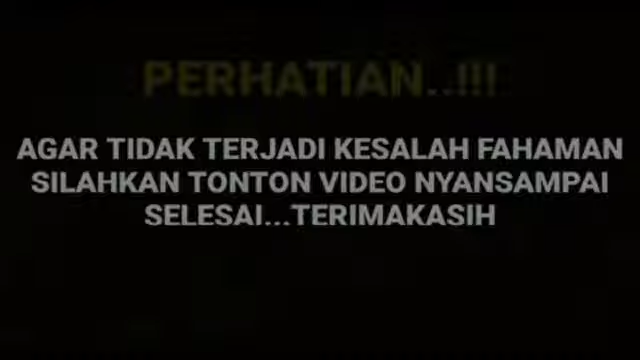 PERHATIAN..!!!
AGAR TIDAK TERJADI KESALAH FAHAMAN
SILAHKAN TONTON VIDEO NYANSAMPAI
SELESAI...TERIMAKASIH